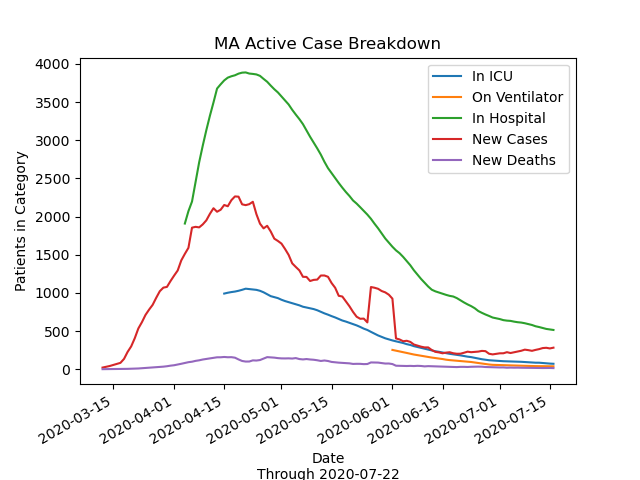 MA Active Case Breakdown
4000
3500
3000
2500
2000
1500
1000
500
0
Patients in Category
In ICU
On Ventilator
In Hospital
New Cases
New Deaths
2020-03-15
2020-04-01
2020-04-15
2020-05-01
2020-05-15
2020-06-01
2020-06-15
2020-07-01
2020-07-15
Date
Through 2020-07-22